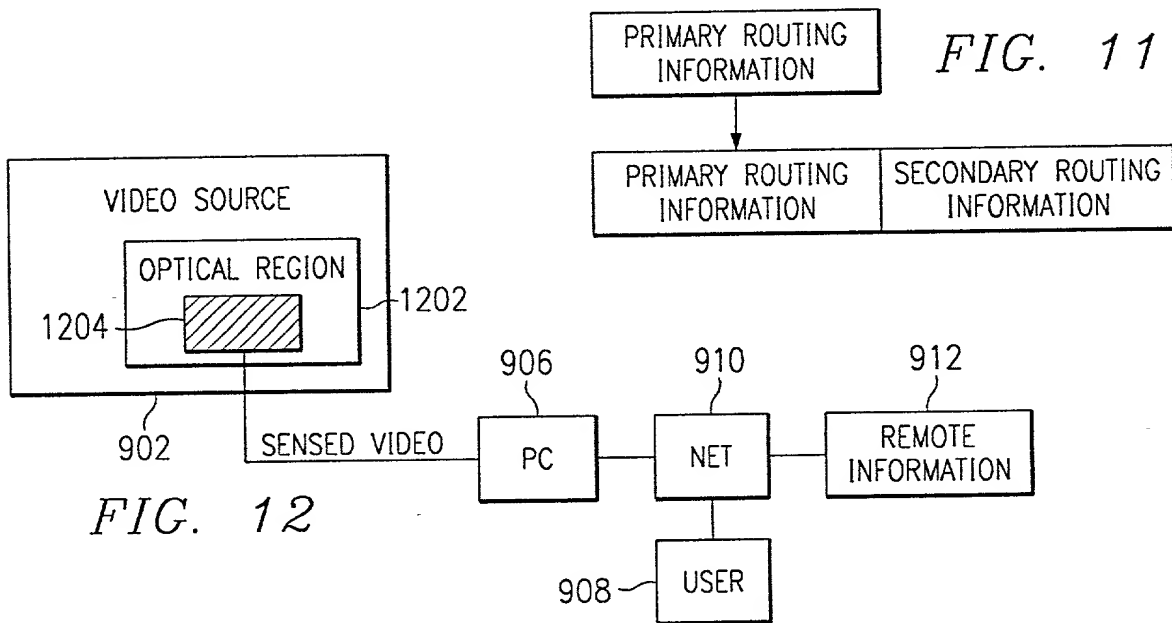 PRIMARY ROUTING
INFORMATION
FIG. 11
PRIMARY ROUTING
INFORMATION
SECONDARY ROUTING
INFORMATION
VIDEO SOURCE
OPTICAL REGION
1202
1204
902
SENSED VIDEO
906
PC
910
NET
912
REMOTE
INFORMATION
908
USER
FIG. 12